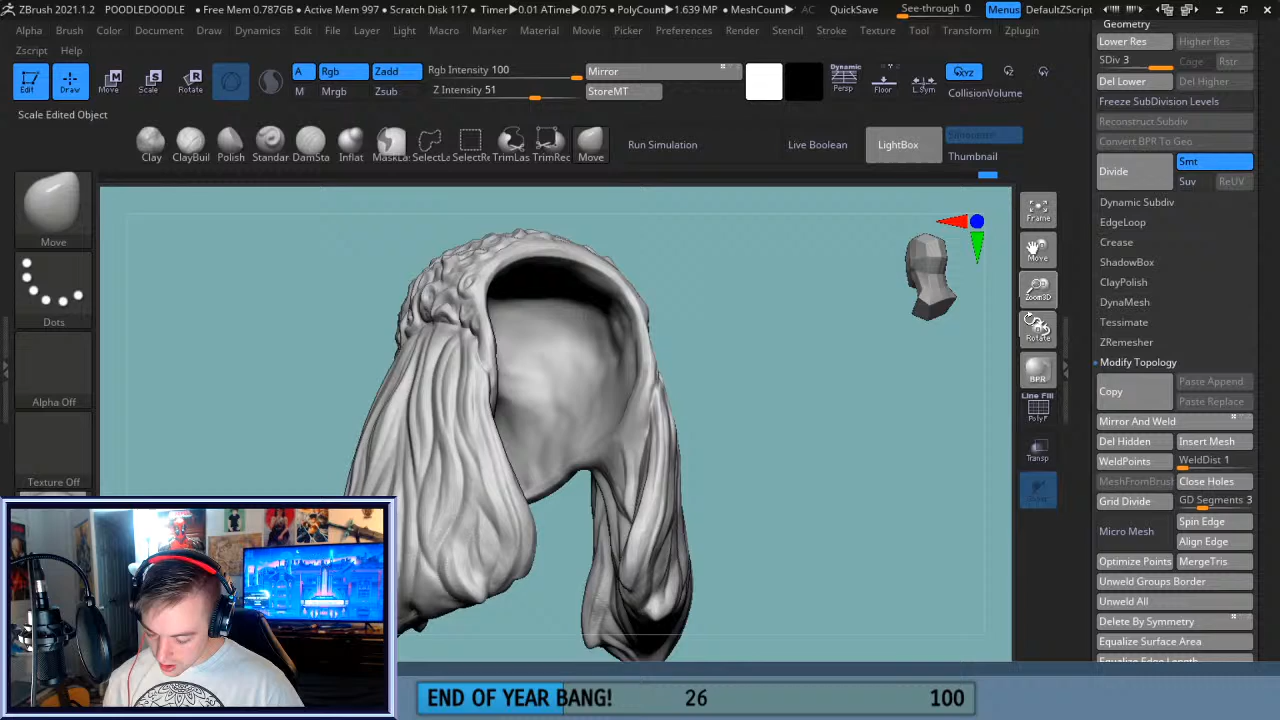 ZBrush 2021.1.2 POODLEDOODLE • Free Mem 0.787GB • Active Mem 997 • Scratch Disk 117 • Timer▶0.01 ATime▶0.075 • PolyCount▶1.639 MP • MeshCount▶ AC QuickSave See-through 0 Menus DefaultZScript
Alpha Brush Color Document Draw Dynamics Edit File Layer Light Macro Marker Material Movie Picker Preferences Render Stencil Stroke Texture Tool Transform Zplugin
Zscript Help
Edit Draw Move Scale Rotate
A Rgb Zadd Rgb Intensity 100 Mirror
M Mrgb Zsub Z Intensity 51 StoreMT
Dynamic
Persp Floor L.Sym
XYZ CollisionVolume
Scale Edited Object
Clay ClayBuil Polish Standar DamSta Inflat MaskLa SelectLa SelectRe TrimLas TrimRec Move
Run Simulation Live Boolean LightBox
Thumbnail
Move
Dots
Alpha Off
Texture Off
Frame
Move
Zoom3D
Rotate
BPR
Line Fill
PolyF
Transp
Geometry
Lower Res Higher Res
SDiv 3 Cage Rstr
Del Lower Del Higher
Freeze SubDivision Levels
Reconstruct Subdiv
Convert BPR To Geo
Divide Smt
Suv ReUV
Dynamic Subdiv
EdgeLoop
Crease
ShadowBox
ClayPolish
DynaMesh
Tessimate
ZRemesher
Modify Topology
Copy Paste Append
Paste Replace
Mirror And Weld
Del Hidden Insert Mesh
WeldPoints WeldDist 1
MeshFromBrus Close Holes
Grid Divide GD Segments 3
Micro Mesh Spin Edge
Align Edge
Optimize Points MergeTris
Unweld Groups Border
Unweld All
Delete By Symmetry
Equalize Surface Area
Equalize Edge Length
END OF YEAR BANG! 26 100